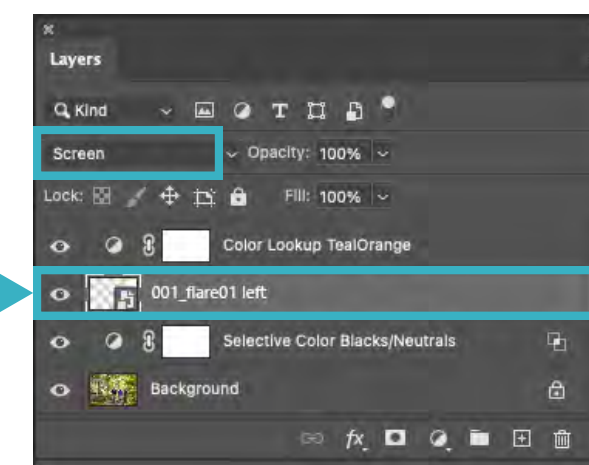 Layers
Kind
Screen Opacity: 100%
Lock: Fill: 100%
Color Lookup TealOrange
001_flare01 left
Selective Color Blacks/Neutrals
Background
fx